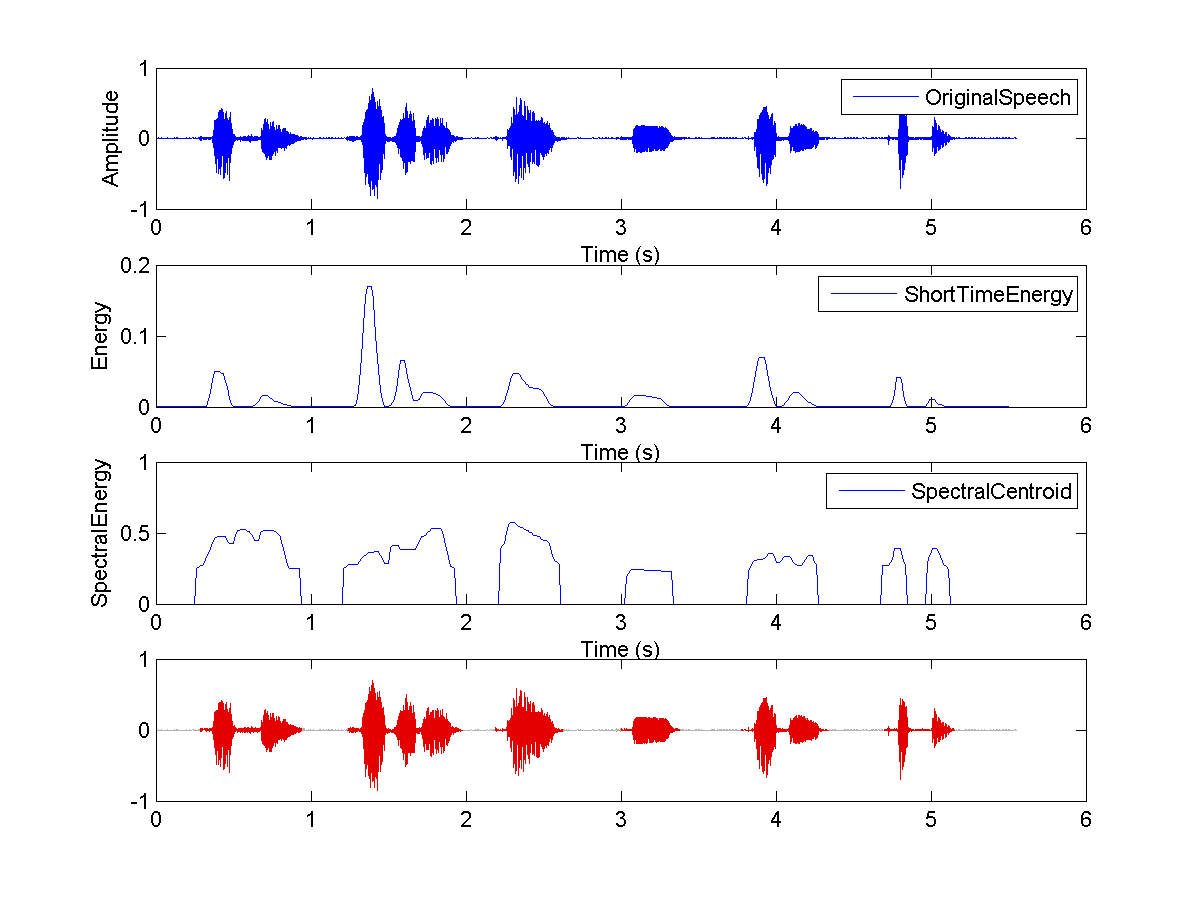 1
OriginalSpeech
Amplitude
0
-1
0 1 2 3 4 5 6
Time (s)
0.2
ShortTimeEnergy
Energy
0.1
0
0 1 2 3 4 5 6
Time (s)
1
SpectralCentroid
SpectralEnergy
0.5
0
0 1 2 3 4 5 6
Time (s)
1
0
-1
0 1 2 3 4 5 6